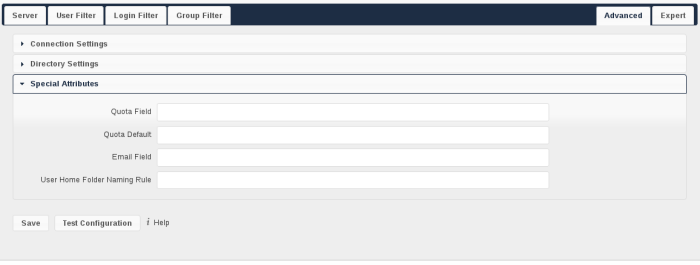 Server User Filter Login Filter Group Filter Advanced Expert
Connection Settings
Directory Settings
Special Attributes
Quota Field
Quota Default
Email Field
User Home Folder Naming Rule
Save Test Configuration i Help